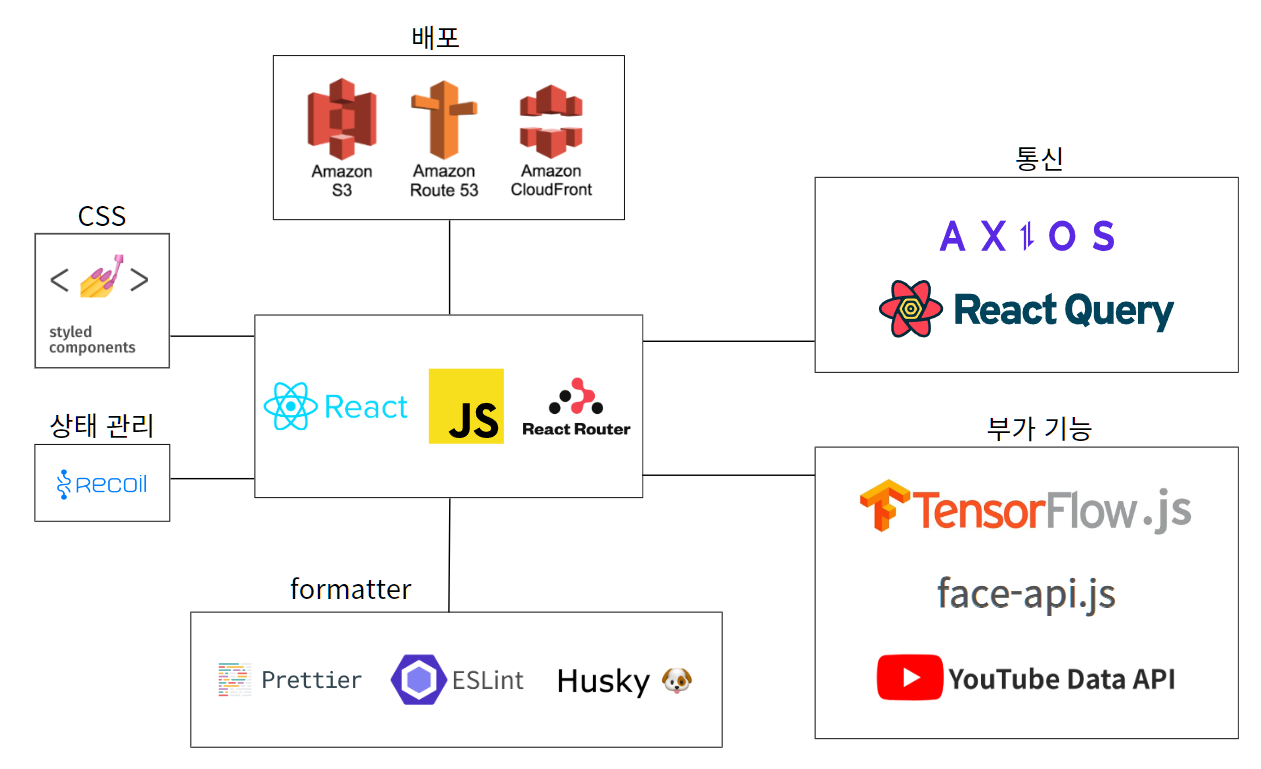 배포
Amazon
S3
Amazon
Route 53
Amazon
CloudFront
통신
AXIOS
React Query
CSS
< >
styled
components
상태 관리
RECOIL
React
JS
React Router
부가 기능
TensorFlow.js
face-api.js
YouTube Data API
formatter
Prettier
ESLint
Husky